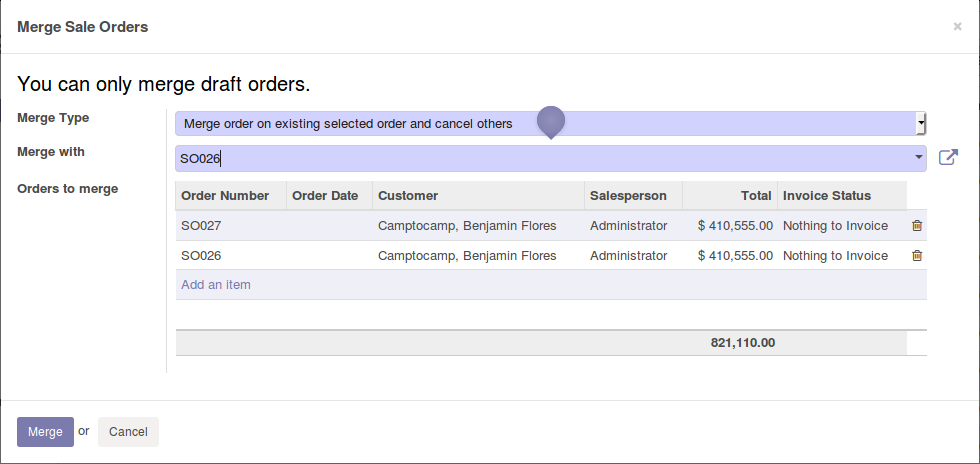 Merge Sale Orders ×
You can only merge draft orders.
Merge Type Merge order on existing selected order and cancel others
Merge with SO026
Orders to merge
Order Number Order Date Customer Salesperson Total Invoice Status
SO027 Camptocamp, Benjamin Flores Administrator $ 410,555.00 Nothing to Invoice
SO026 Camptocamp, Benjamin Flores Administrator $ 410,555.00 Nothing to Invoice
Add an item
821,110.00
Merge or Cancel